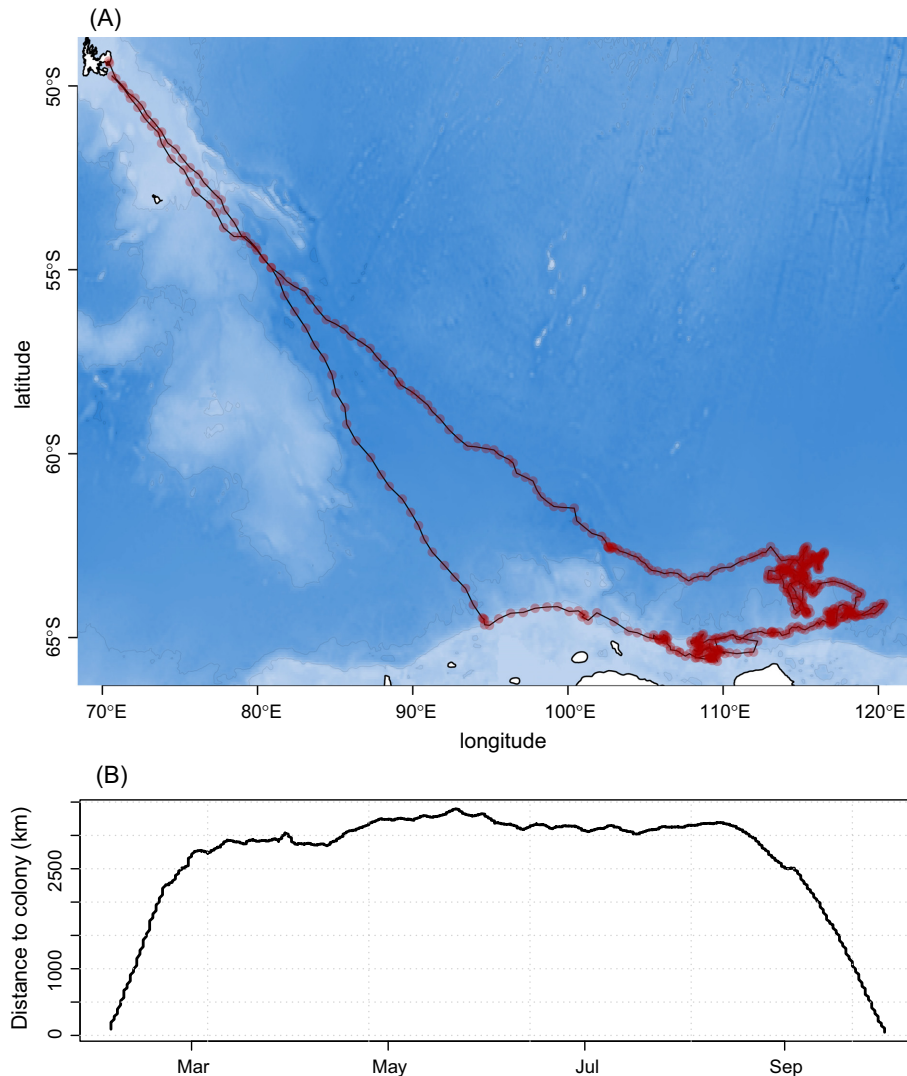 (A)
50°S
55°S
60°S
65°S
latitude
70°E 80°E 90°E 100°E 110°E 120°E
longitude
(B)
Distance to colony (km)
2500
1000
0
Mar May Jul Sep